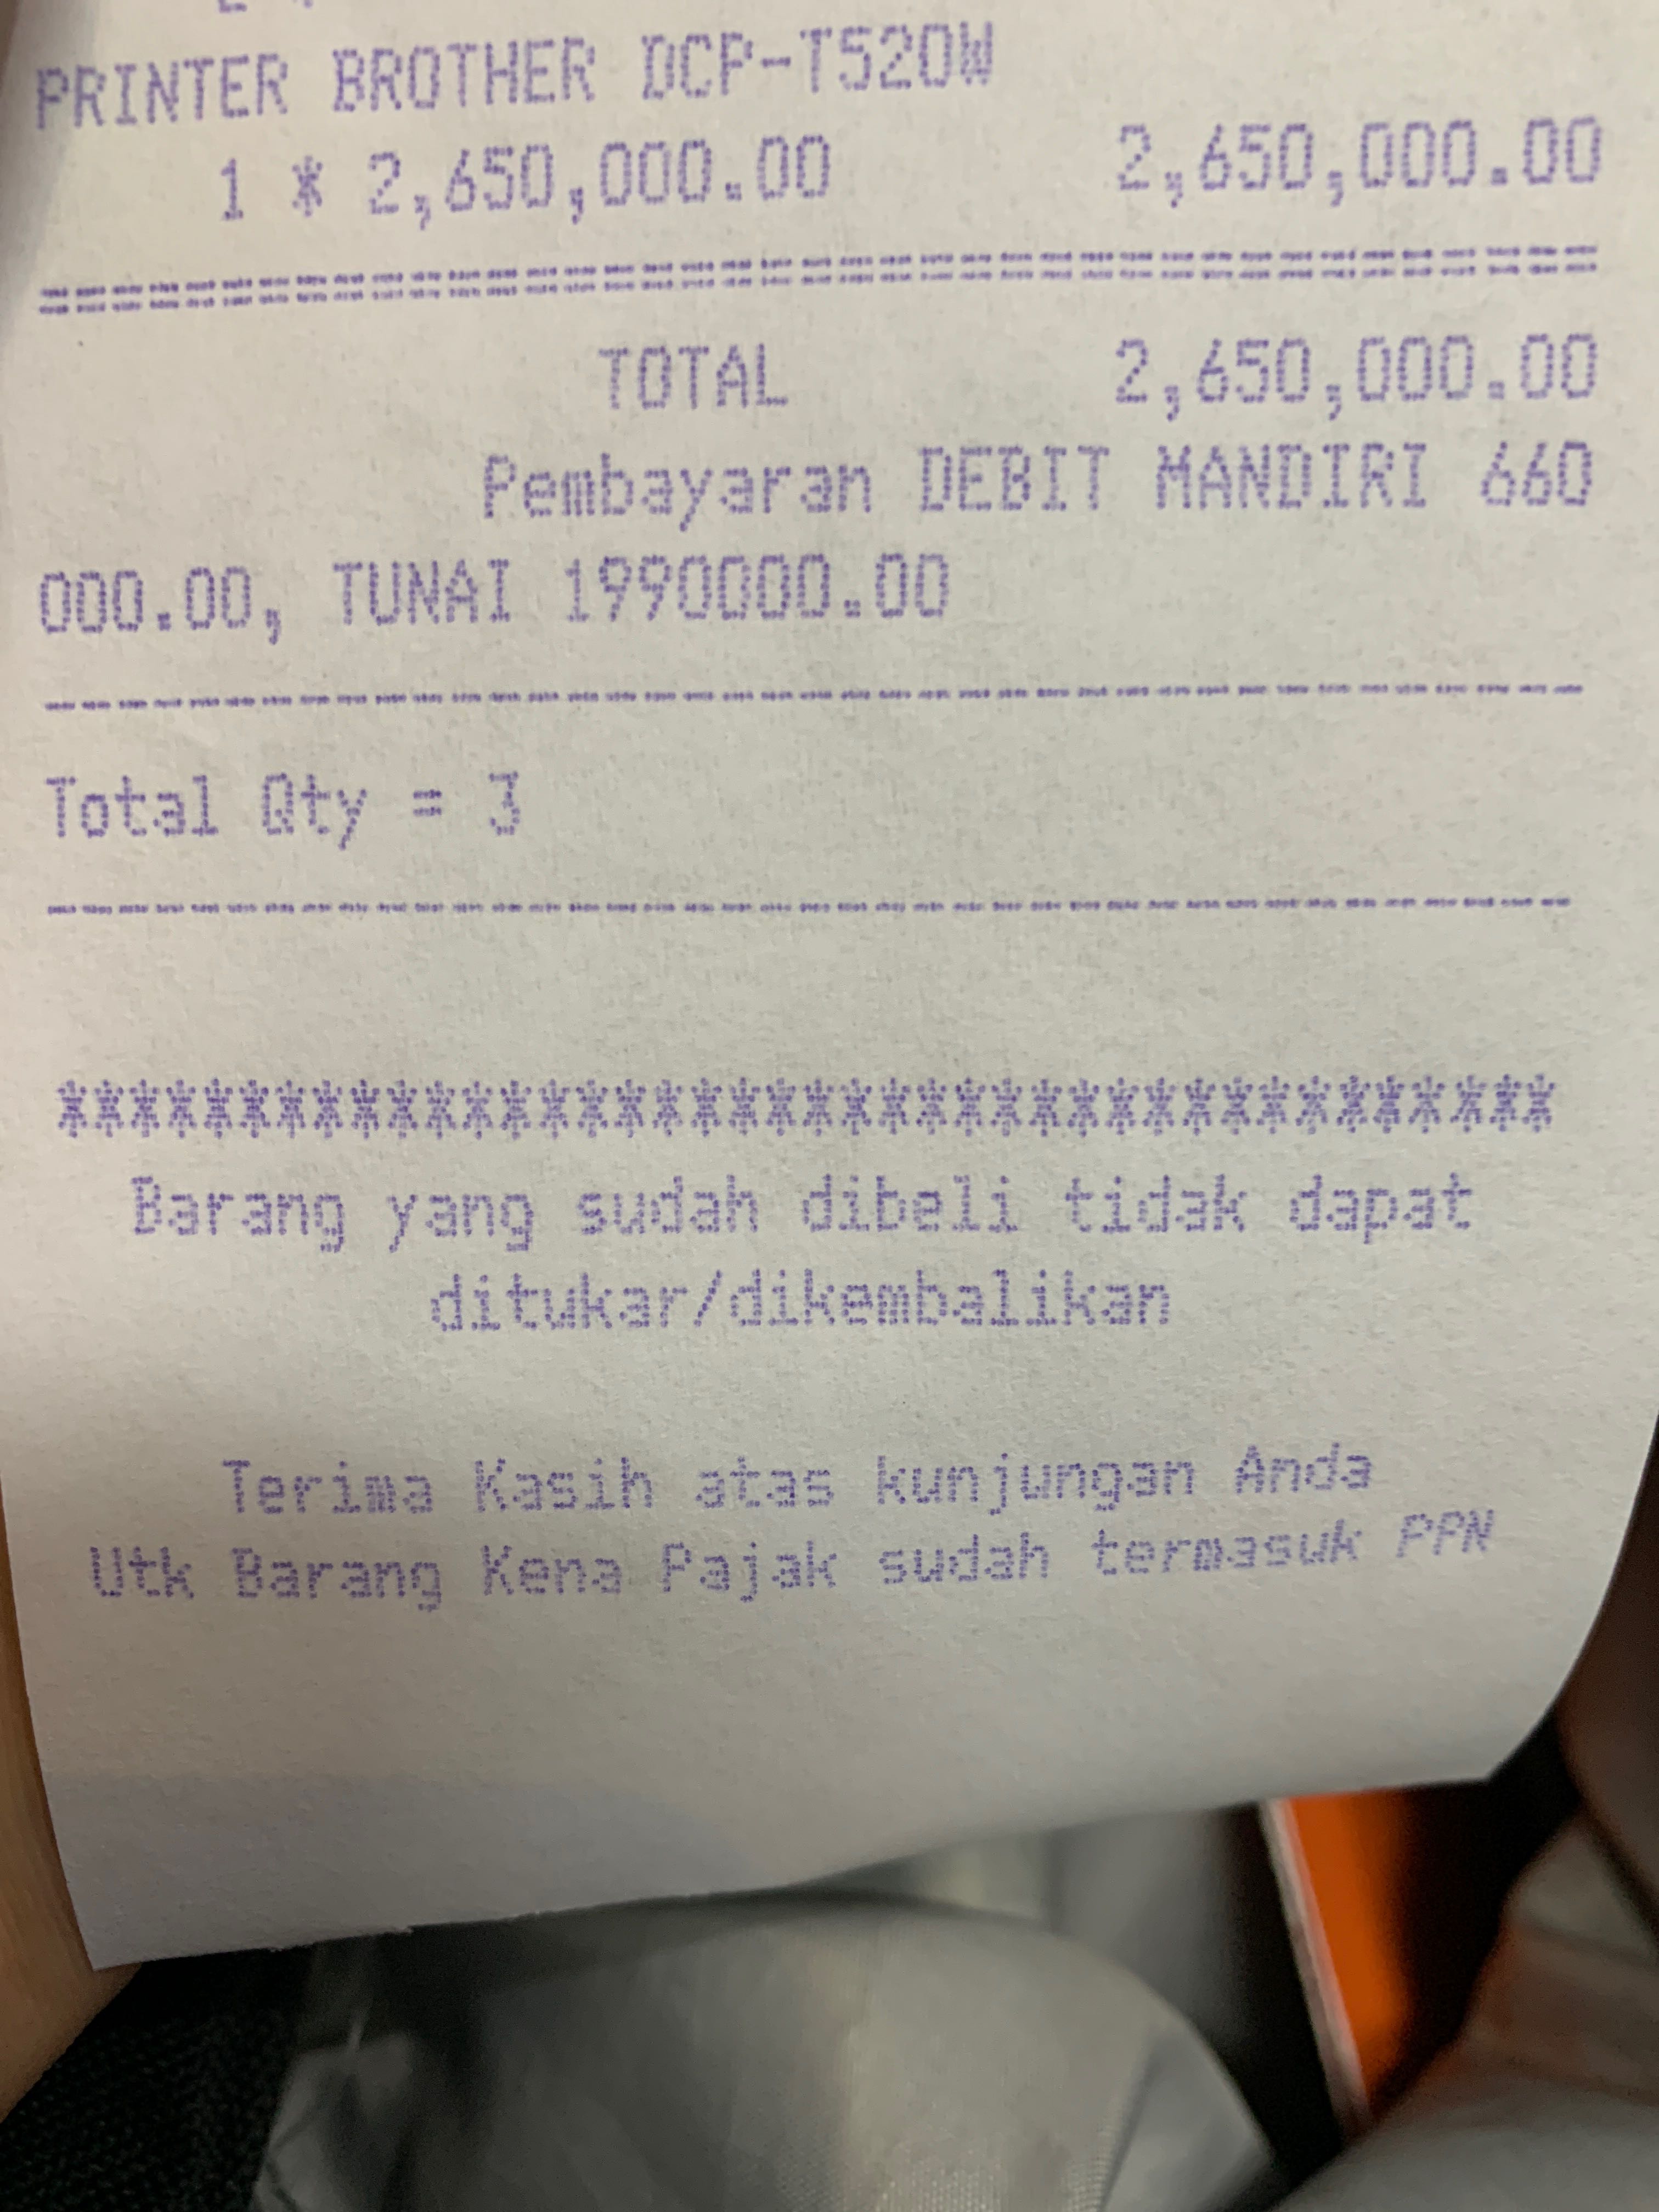 PRINTER BROTHER DCP-T520W
1 * 2,650,000.00 2,650,000.00
TOTAL 2,650,000.00
Pembayaran DEBIT MANDIRI 660
000.00, TUNAI 1990000.00
Total Qty = 3
****************************************
Barang yang sudah dibeli tidak dapat
ditukar/dikembalikan
Terima Kasih atas kunjungan Anda
Utk Barang Kena Pajak sudah termasuk PPN